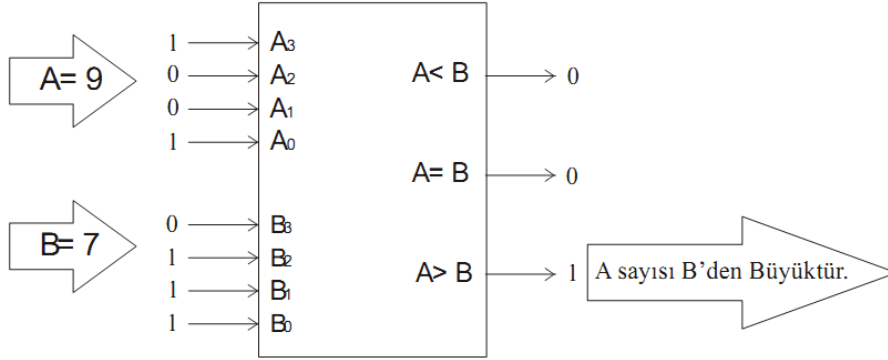 A= 9
1 A3
0 A2
0 A1
1 A0
A< B 0
A= B 0
B= 7
0 B3
1 B2
1 B1
1 B0
A> B 1 A sayısı B’den Büyüktür.